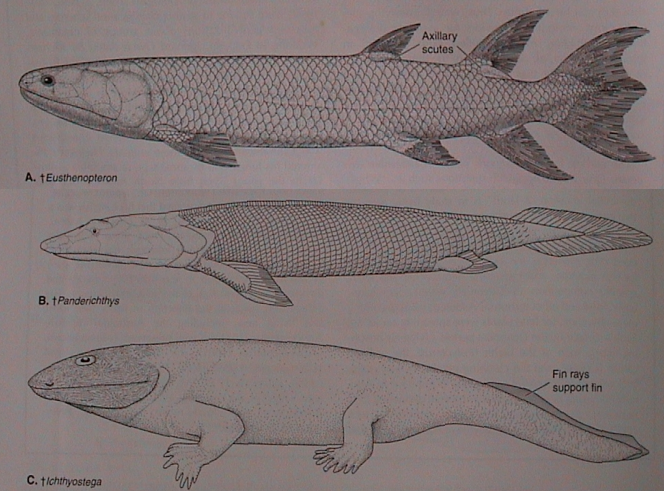 Axillary
scutes
A. †Eusthenopteron
B. †Panderichthys
Fin rays
support fin
C. †Ichthyostega